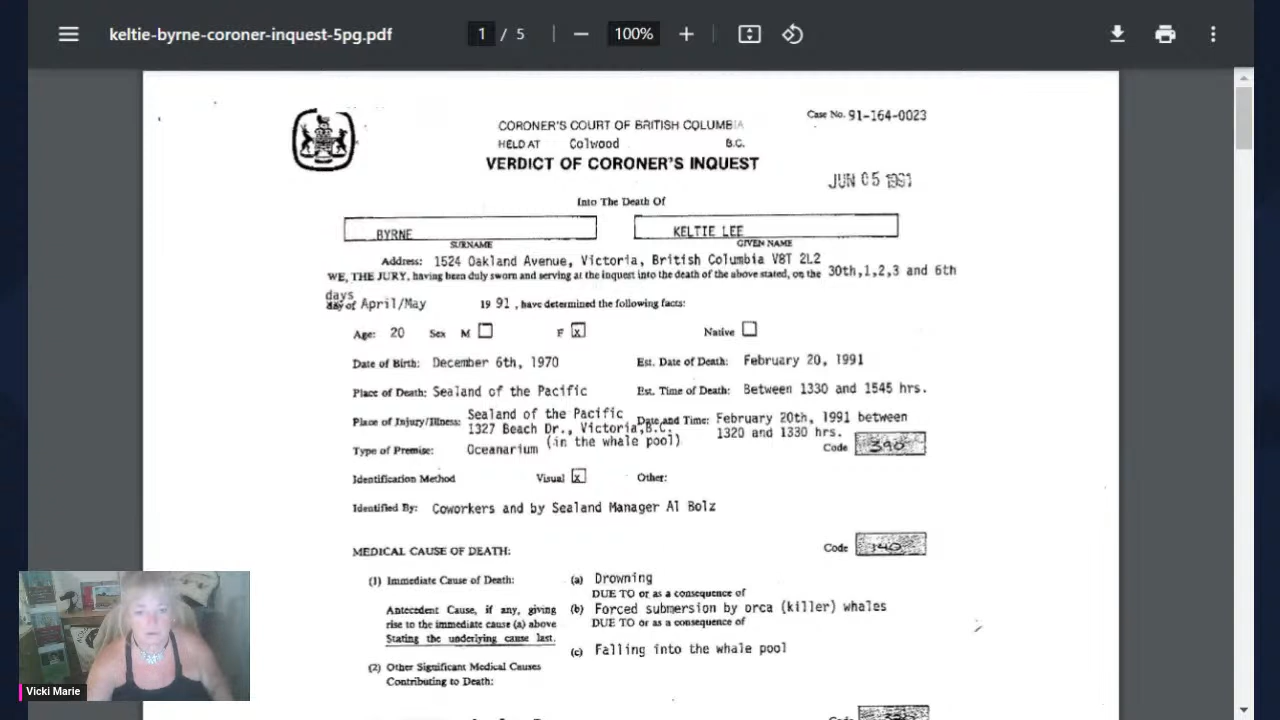 keltie-byrne-coroner-inquest-5pg.pdf 1 / 5 100%
Case No. 91-164-0023
CORONER'S COURT OF BRITISH COLUMBIA
HELD AT Colwood B.C.
VERDICT OF CORONER'S INQUEST
JUN 05 1991
Into The Death Of
BYRNE KELTIE LEE
SURNAME GIVEN NAME
Address: 1524 Oakland Avenue, Victoria, British Columbia V8T 2L2
WE, THE JURY, having been duly sworn and serving at the inquest into the death of the above stated, on the 30th,1,2,3 and 6th
days
day of April/May 19 91, have determined the following facts:
Age: 20 Sex M F x Native
Date of Birth: December 6th, 1970 Est. Date of Death: February 20, 1991
Place of Death: Sealand of the Pacific Est. Time of Death: Between 1330 and 1545 hrs.
Place of Injury/Illness: Sealand of the Pacific Date and Time: February 20th, 1991 between
1327 Beach Dr., Victoria,B.C. 1320 and 1330 hrs.
(in the whale pool)
Type of Premise: Oceanarium Code 390
Identification Method Visual x Other:
Identified By: Coworkers and by Sealand Manager Al Bolz
MEDICAL CAUSE OF DEATH: Code 140
(1) Immediate Cause of Death: (a) Drowning
DUE TO or as a consequence of
Antecedent Cause, if any, giving (b) Forced submersion by orca (killer) whales
rise to the immediate cause (a) above DUE TO or as a consequence of
Stating the underlying cause last.
(c) Falling into the whale pool
(2) Other Significant Medical Causes
Contributing to Death:
Code
Vicki Marie